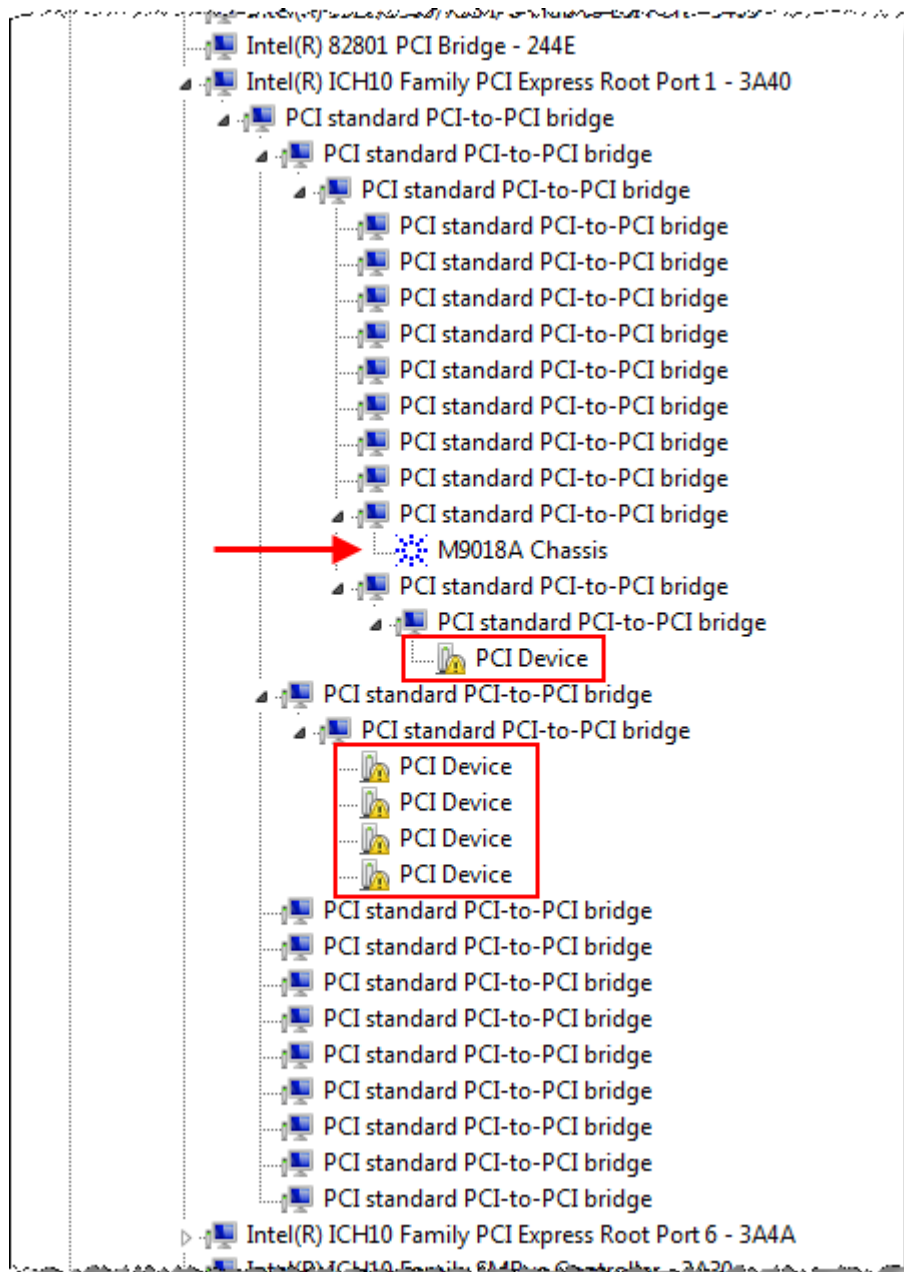 Intel(R) 82801 PCI Bridge - 244E
Intel(R) ICH10 Family PCI Express Root Port 1 - 3A40
PCI standard PCI-to-PCI bridge
PCI standard PCI-to-PCI bridge
PCI standard PCI-to-PCI bridge
PCI standard PCI-to-PCI bridge
PCI standard PCI-to-PCI bridge
PCI standard PCI-to-PCI bridge
PCI standard PCI-to-PCI bridge
PCI standard PCI-to-PCI bridge
PCI standard PCI-to-PCI bridge
PCI standard PCI-to-PCI bridge
PCI standard PCI-to-PCI bridge
PCI standard PCI-to-PCI bridge
M9018A Chassis
PCI standard PCI-to-PCI bridge
PCI standard PCI-to-PCI bridge
PCI Device
PCI standard PCI-to-PCI bridge
PCI standard PCI-to-PCI bridge
PCI Device
PCI Device
PCI Device
PCI Device
PCI standard PCI-to-PCI bridge
PCI standard PCI-to-PCI bridge
PCI standard PCI-to-PCI bridge
PCI standard PCI-to-PCI bridge
PCI standard PCI-to-PCI bridge
PCI standard PCI-to-PCI bridge
PCI standard PCI-to-PCI bridge
PCI standard PCI-to-PCI bridge
PCI standard PCI-to-PCI bridge
Intel(R) ICH10 Family PCI Express Root Port 6 - 3A4A